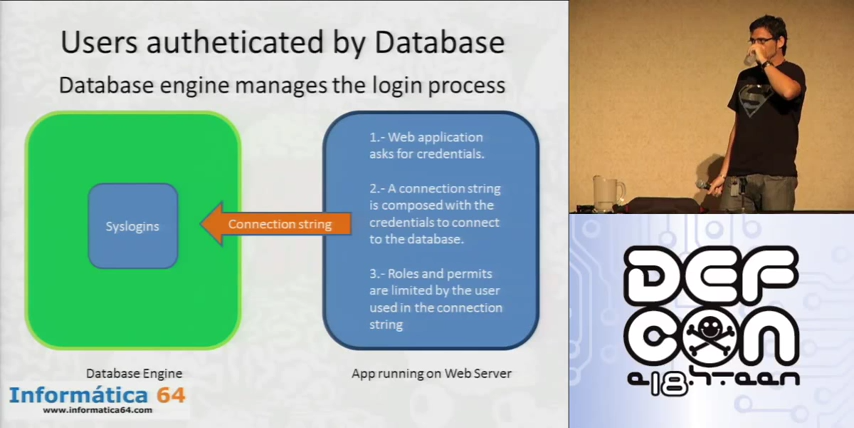 Users autheticated by Database
Database engine manages the login process
1.- Web application
asks for credentials.
2.- A connection string
is composed with the
credentials to connect
to the database.
3.- Roles and permits
are limited by the user
used in the connection
string
Syslogins
Connection string
Database Engine
App running on Web Server
Informática 64
www.informatica64.com
DEF
CON
e18h.teen